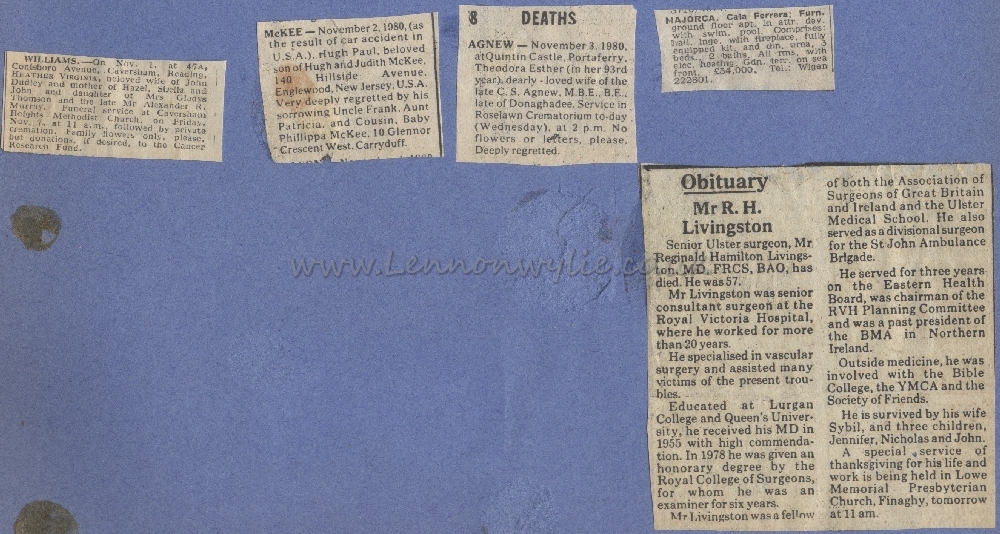 WILLIAMS.—On Nov. 1, at 47A,
Conisboro Avenue, Caversham, Reading,
HEATHER VIRGINIA, beloved wife of John
Dudley and mother of Hazel, Stella and
John and daughter of Mrs Gladys
Thomson and the late Mr Alexander R.
Murray. Funeral service at Caversham
Heights Methodist Church, on Friday,
Nov. 7, at 11 a.m., followed by private
cremation. Family flowers only, please,
but donations, if desired, to the Cancer
Research Fund.
McKEE — November 2, 1980, (as
the result of car accident in
U.S.A.), Hugh Paul, beloved
son of Hugh and Judith McKee,
140 Hillside Avenue,
Englewood, New Jersey, U.S.A.
Very deeply regretted by his
sorrowing Uncle Frank, Aunt
Patricia, and Cousin, Baby
Phillippa McKee, 10 Glennor
Crescent West, Carryduff.
8 DEATHS
AGNEW — November 3, 1980,
at Quintin Castle, Portaferry,
Theodora Esther (in her 93rd
year), dearly-loved wife of the
late C. S. Agnew, M.B.E., B.E.,
late of Donaghadee. Service in
Roselawn Crematorium to-day
(Wednesday), at 2 p.m. No
flowers or letters, please.
Deeply regretted.
MAJORCA, Cala Ferrera; Furn.
ground floor apt. in attr. dev.
with swim. pool. Comprises:
hall, lnge. with fireplace, fully
equipped kit. and din. area, 3
beds., 2 baths. All rms. with
elec. heating. Gdn. terr. on sea
front. £34,000. Tel.: Wigan
222801.
Obituary
Mr R. H.
Livingston
Senior Ulster surgeon, Mr
Reginald Hamilton Livings-
ton, MD, FRCS, BAO, has
died. He was 57.
Mr Livingston was senior
consultant surgeon at the
Royal Victoria Hospital,
where he worked for more
than 20 years.
He specialised in vascular
surgery and assisted many
victims of the present trou-
bles.
Educated at Lurgan
College and Queen's Univer-
sity, he received his MD in
1955 with high commenda-
tion. In 1978 he was given an
honorary degree by the
Royal College of Surgeons,
for whom he was an
examiner for six years.
Mr Livingston was a fellow
of both the Association of
Surgeons of Great Britain
and Ireland and the Ulster
Medical School. He also
served as a divisional surgeon
for the St John Ambulance
Brigade.
He served for three years
on the Eastern Health
Board, was chairman of the
RVH Planning Committee
and was a past president of
the BMA in Northern
Ireland.
Outside medicine, he was
involved with the Bible
College, the YMCA and the
Society of Friends.
He is survived by his wife
Sybil, and three children,
Jennifer, Nicholas and John.
A special service of
thanksgiving for his life and
work is being held in Lowe
Memorial Presbyterian
Church, Finaghy, tomorrow
at 11 am.
www.Lennonwylie.co